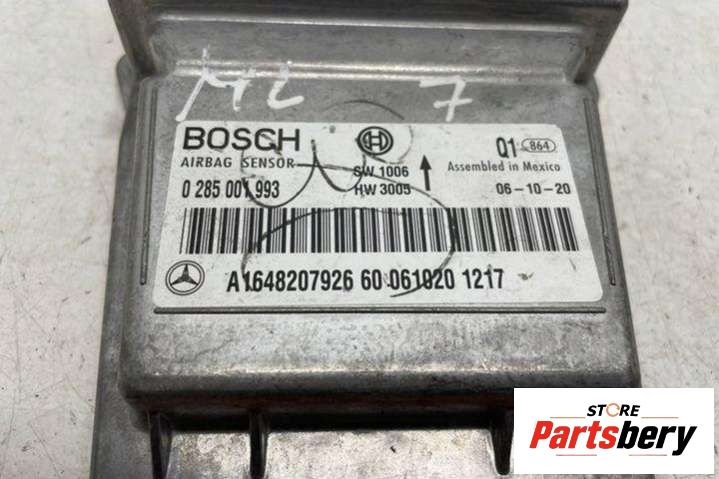 ML 7
BOSCH
AIRBAG SENSOR
0 285 001 993
SW 1006
HW 3005
Q1 864
Assembled in Mexico
06-10-20
A1648207926 60 061020 1217
STORE
Partsbery